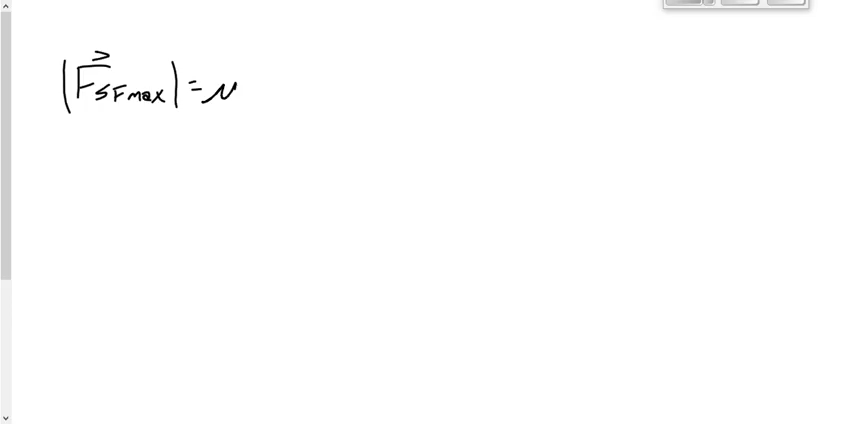 |F⃗SFmax| = μ